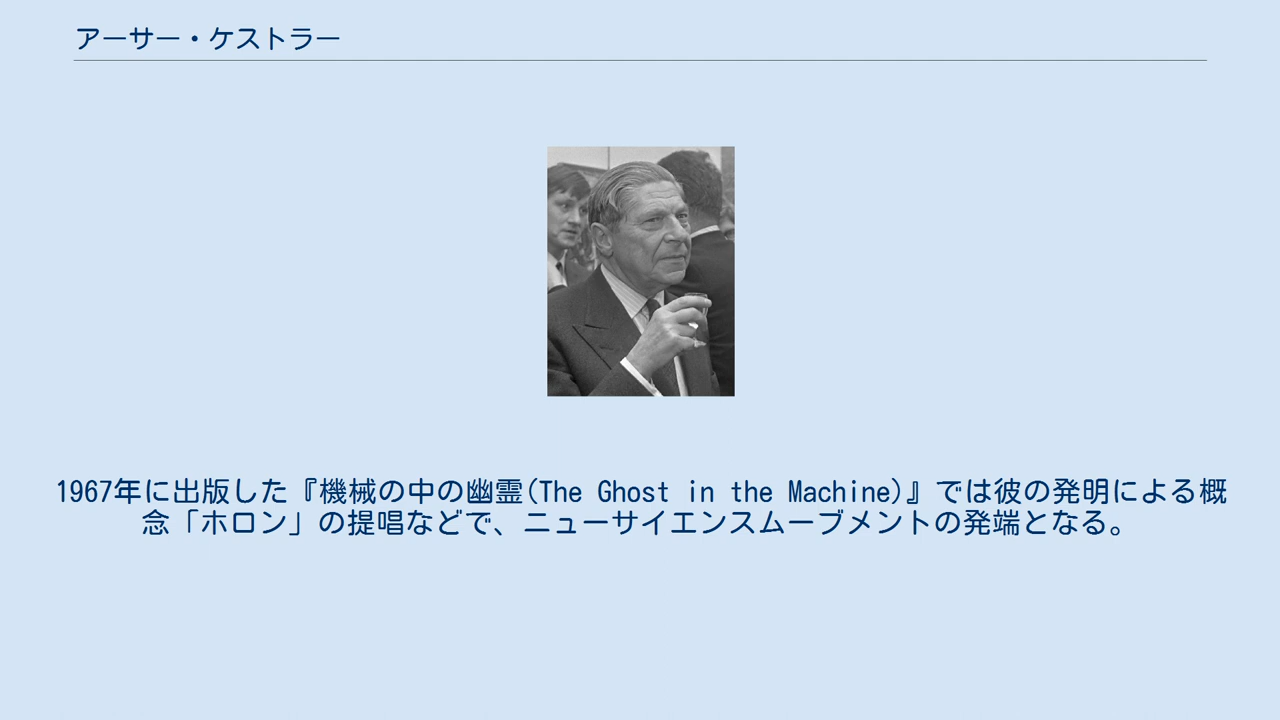 アーサー・ケストラー
1967年に出版した『機械の中の幽霊(The Ghost in the Machine)』では彼の発明による概
念「ホロン」の提唱などで、ニューサイエンスムーブメントの発端となる。